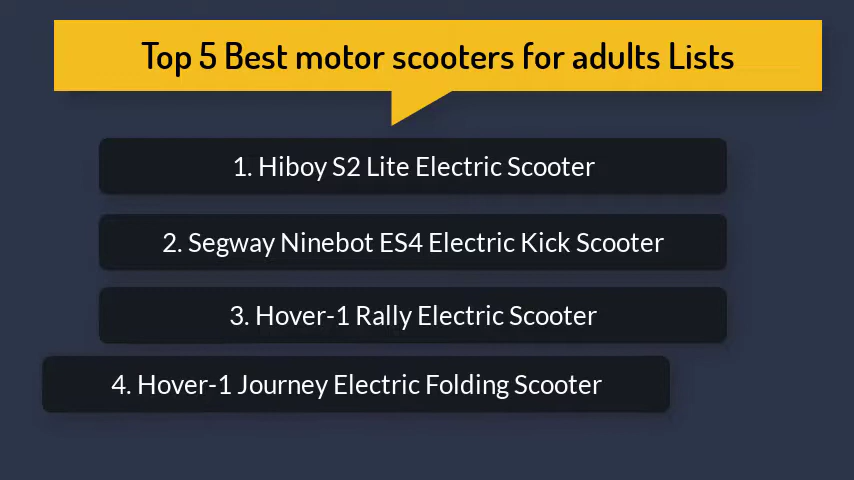 Top 5 Best motor scooters for adults Lists
1. Hiboy S2 Lite Electric Scooter
2. Segway Ninebot ES4 Electric Kick Scooter
3. Hover-1 Rally Electric Scooter
4. Hover-1 Journey Electric Folding Scooter